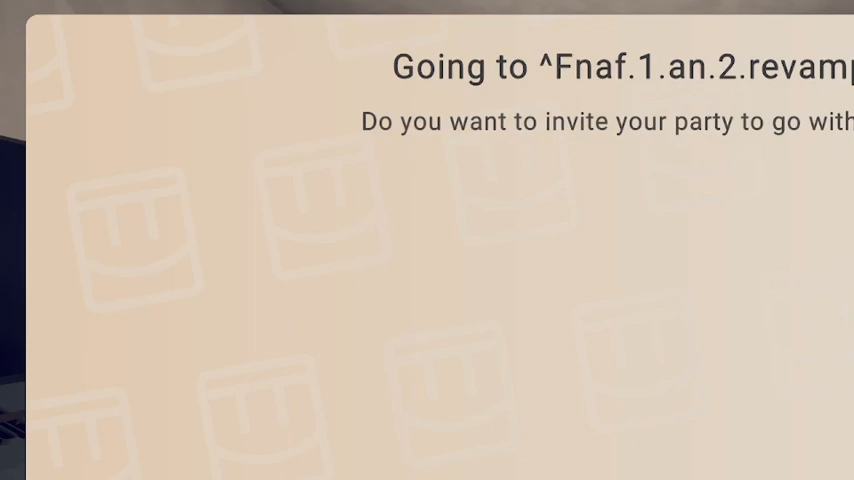 Going to ^Fnaf.1.an.2.revamp
Do you want to invite your party to go with